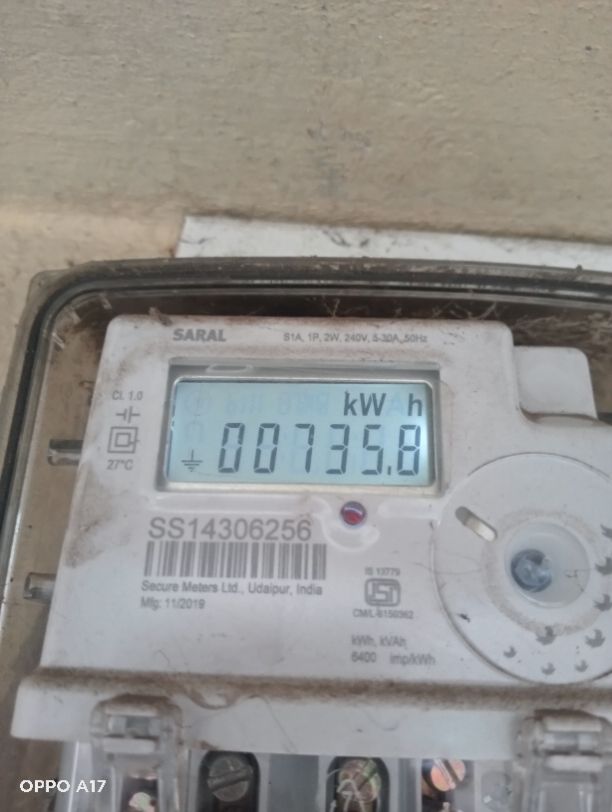 SARAL S1A, 1P, 2W, 240V, 5-30A, 50Hz
Cl. 1.0
kW h
00735.8
27°C
SS14306256
Secure Meters Ltd., Udaipur, India
Mfg: 11/2019
IS 13779
CM/L-8150362
kWh, kVAh
6400 imp/kWh
OPPO A17